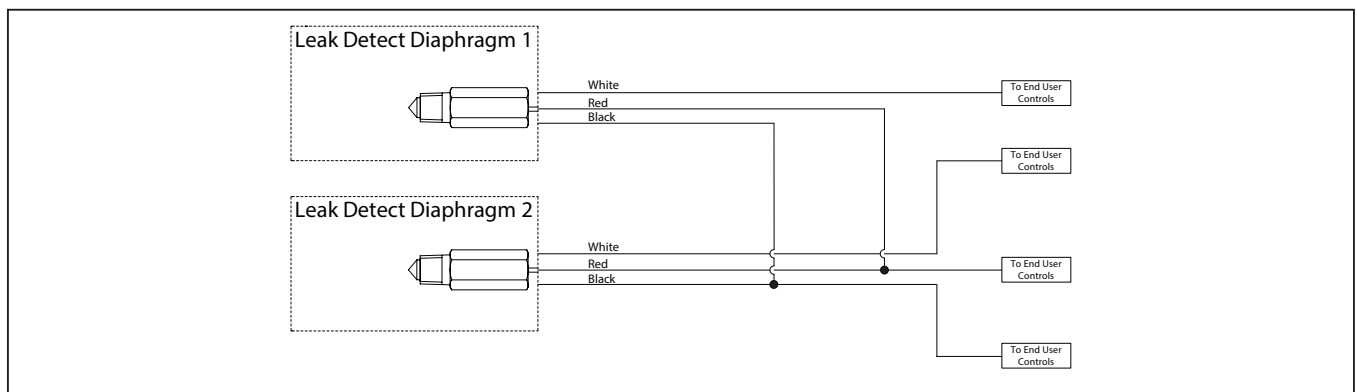 Leak Detect Diaphragm 1
White
Red
Black
To End User
Controls
To End User
Controls
Leak Detect Diaphragm 2
White
Red
Black
To End User
Controls
To End User
Controls